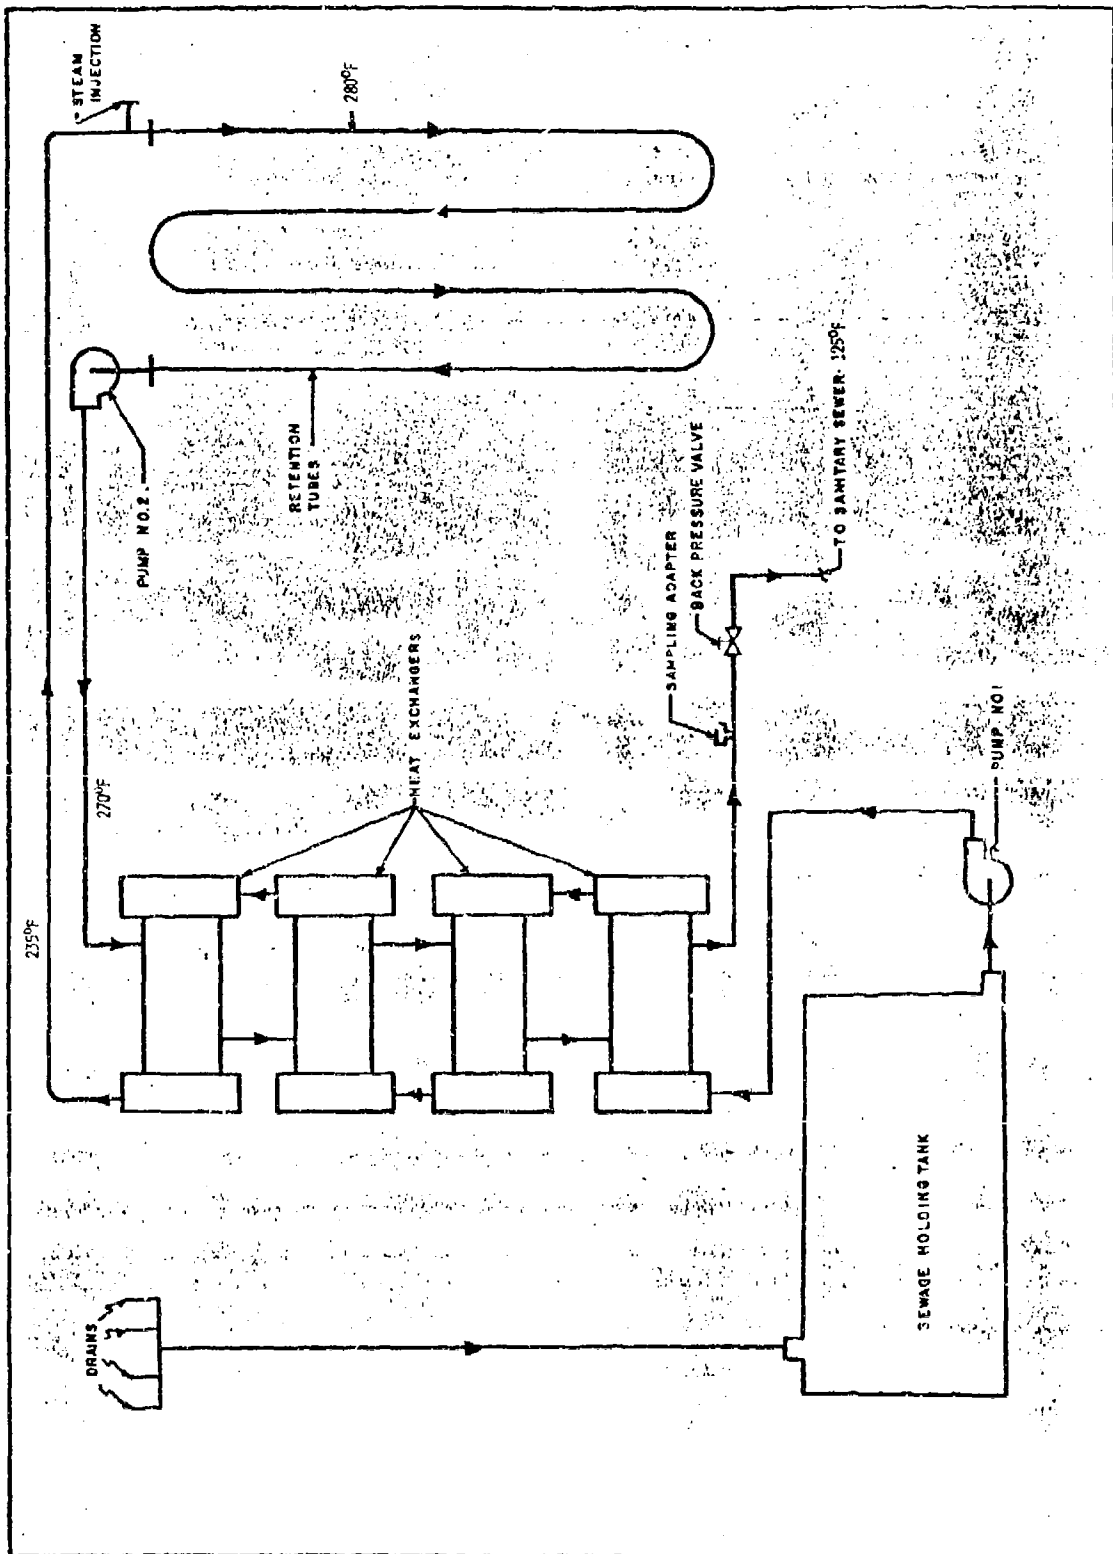 DRAINS
SEWAGE HOLDING TANK
235°F
270°F
HEAT EXCHANGERS
PUMP NO.2.
RETENTION
TUBES
STEAM
INJECTION
280°F
SAMPLING ADAPTER
BACK PRESSURE VALVE
TO SANITARY SEWER- 125°F
PUMP NO1